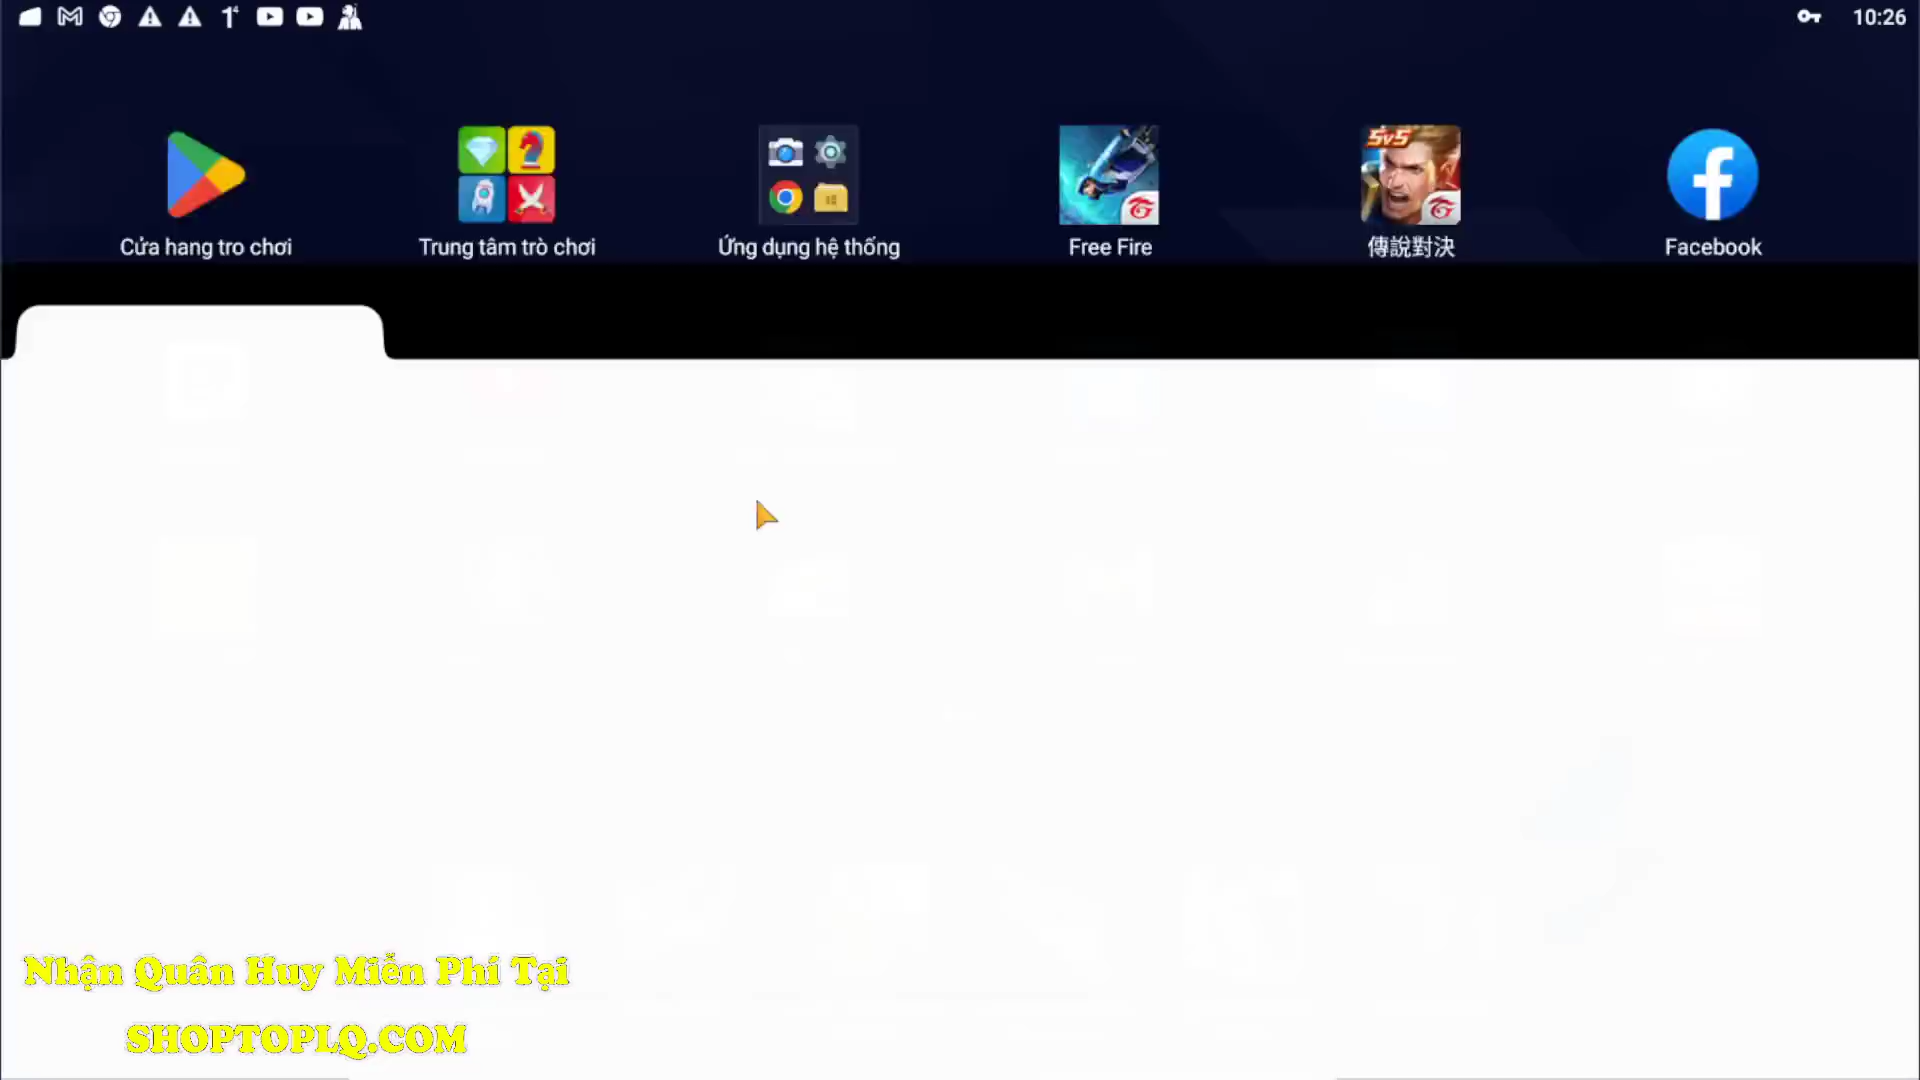 10:26
5V5
Cửa hang tro chơi
Trung tâm trò chơi
Ứng dụng hệ thống
Free Fire
傳說對決
Facebook
Nhận Quân Huy Miễn Phí Tại
SHOPTOPLQ.COM